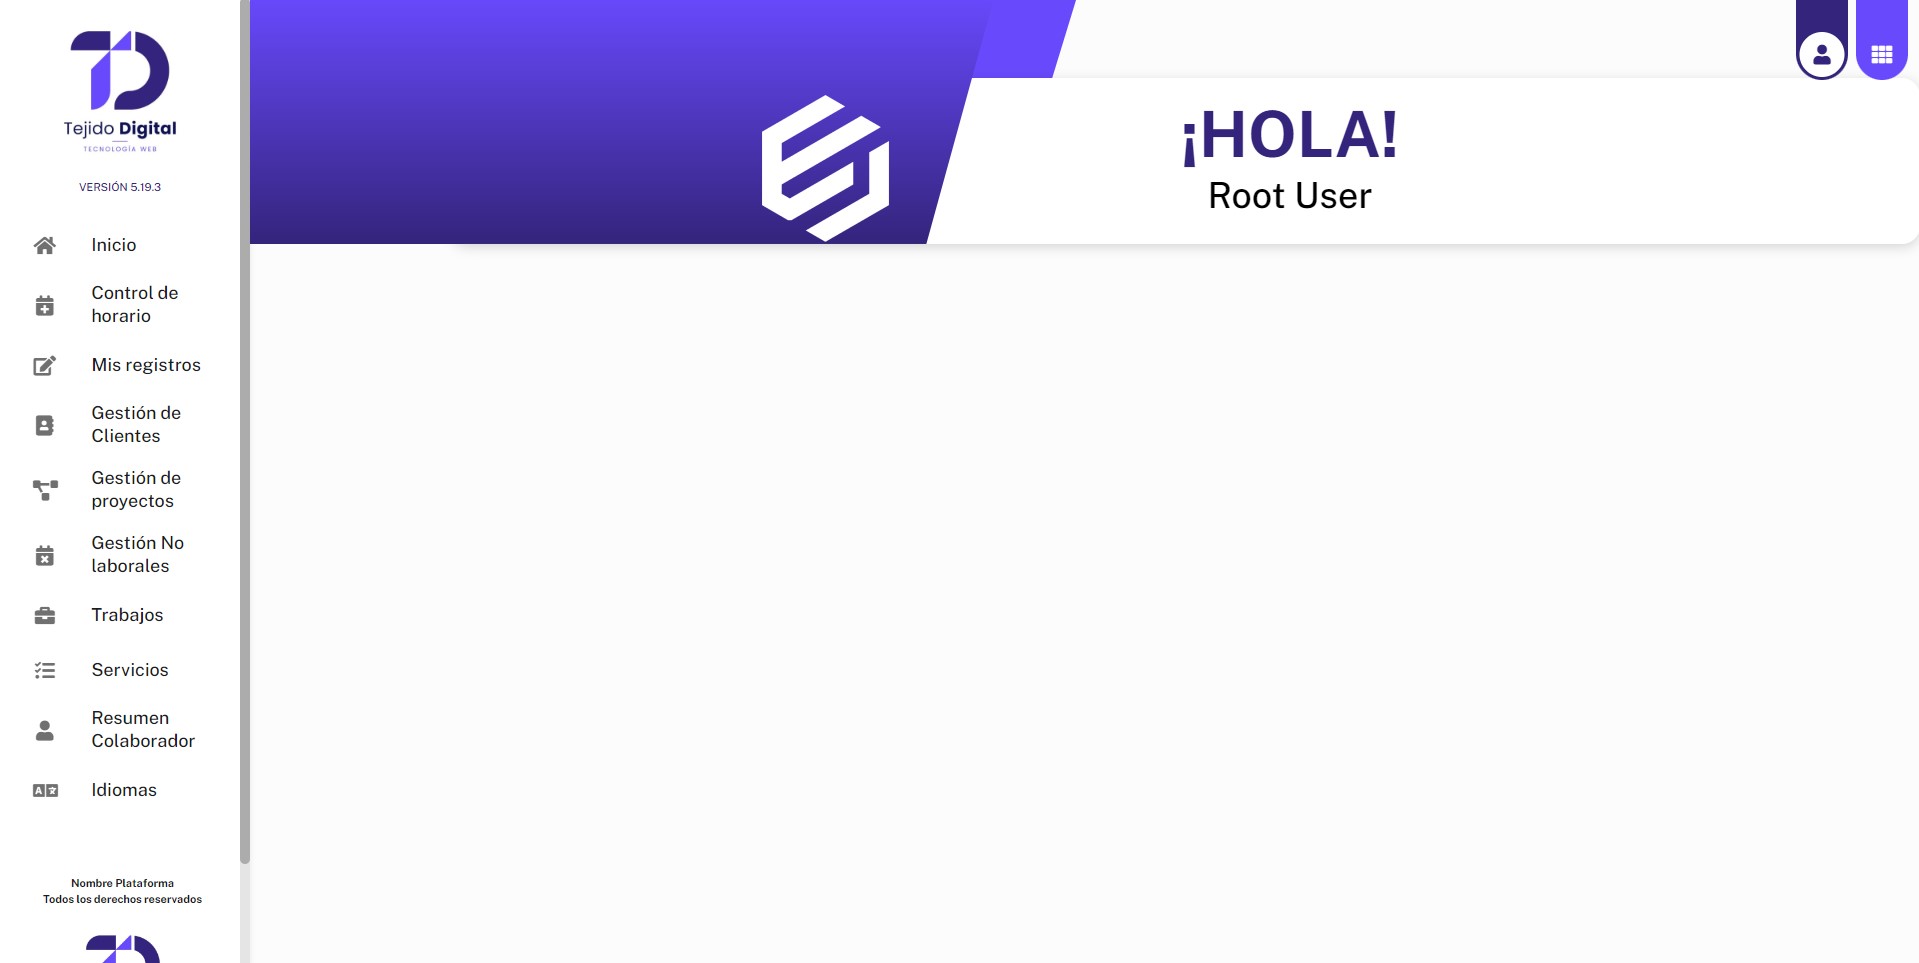 Tejido Digital
TECNOLOGÍA WEB
VERSIÓN 5.19.3
Inicio
Control de
horario
Mis registros
Gestión de
Clientes
Gestión de
proyectos
Gestión No
laborales
Trabajos
Servicios
Resumen
Colaborador
Idiomas
Nombre Plataforma
Todos los derechos reservados
¡HOLA!
Root User